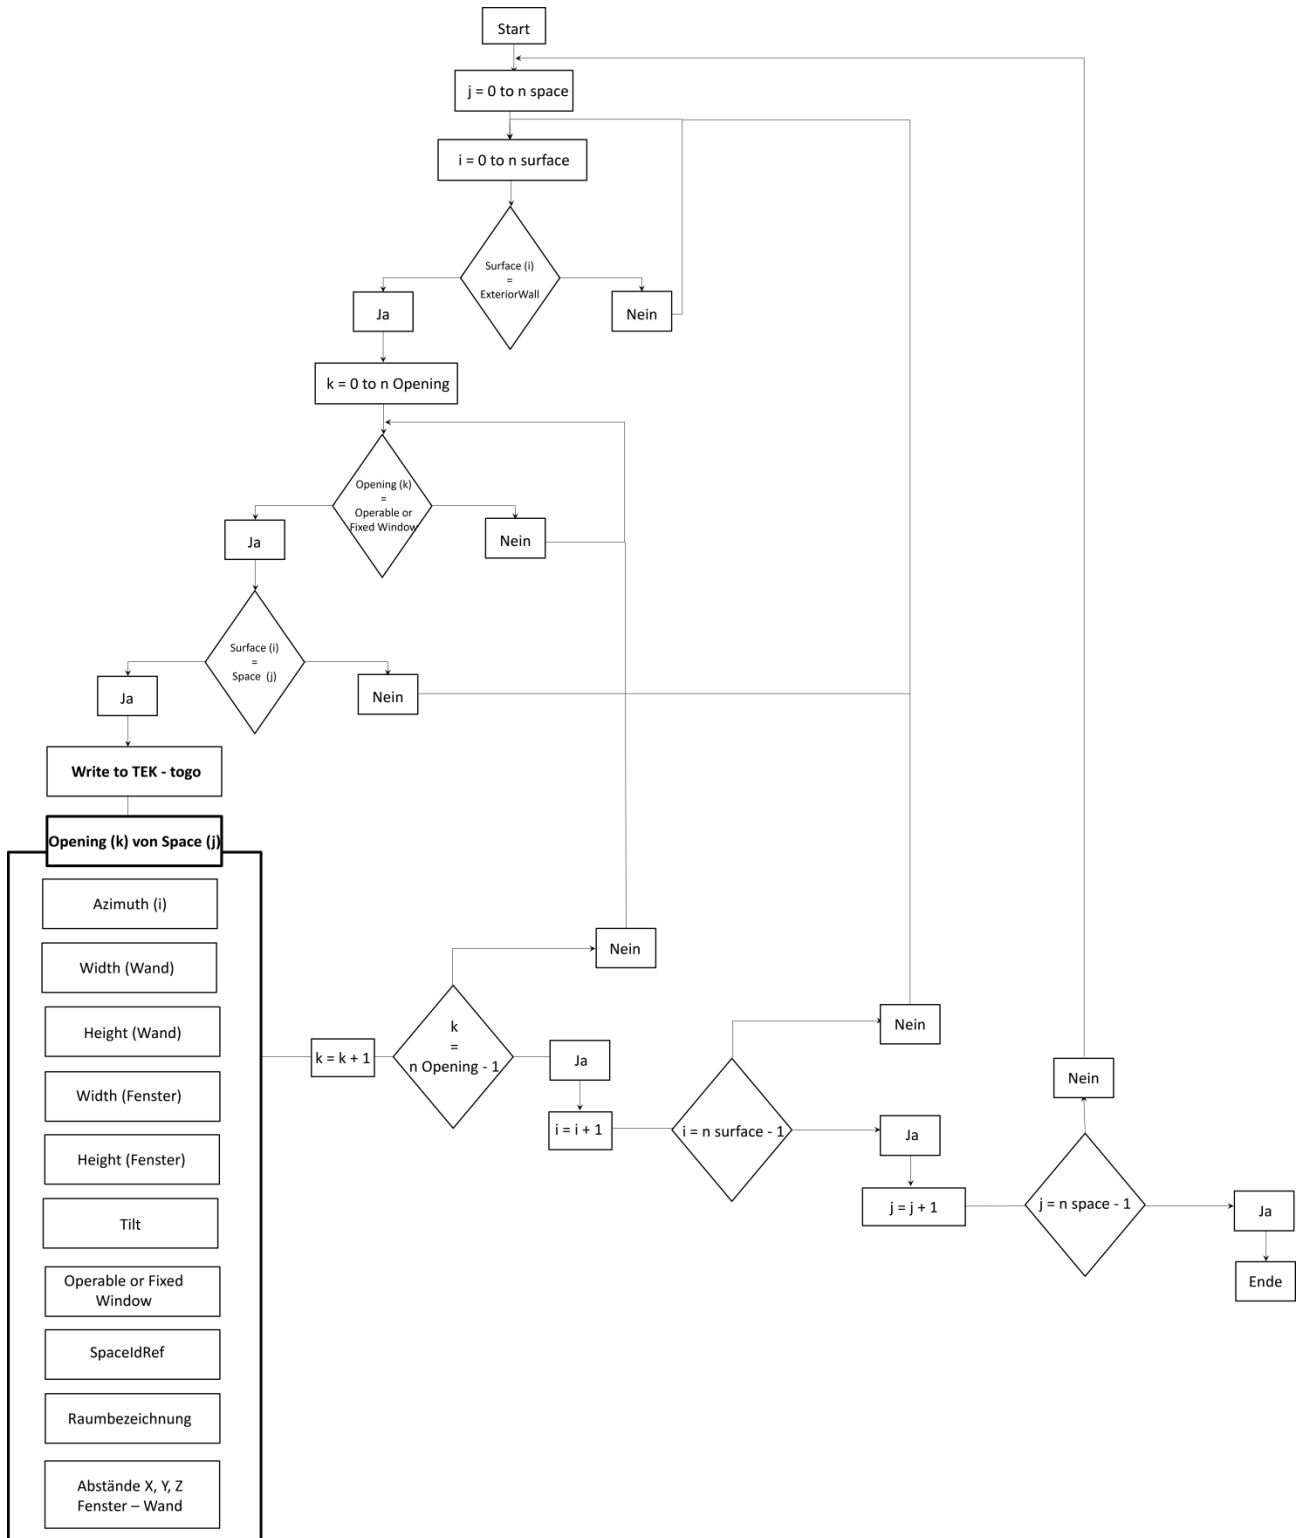 Start
j = 0 to n space
i = 0 to n surface
Surface (i)
=
ExteriorWall
Ja
Nein
k = 0 to n Opening
Opening (k)
=
Operable or
Fixed Window
Ja
Nein
Surface (i)
=
Space (j)
Ja
Nein
Write to TEK - togo
Opening (k) von Space (j)
Azimuth (i)
Width (Wand)
Height (Wand)
Width (Fenster)
Height (Fenster)
Tilt
Operable or Fixed
Window
SpaceIdRef
Raumbezeichnung
Abstände X, Y, Z
Fenster – Wand
k = k + 1
k
=
n Opening - 1
Nein
Ja
i = i + 1
i = n surface - 1
Nein
Ja
j = j + 1
j = n space - 1
Nein
Ja
Ende